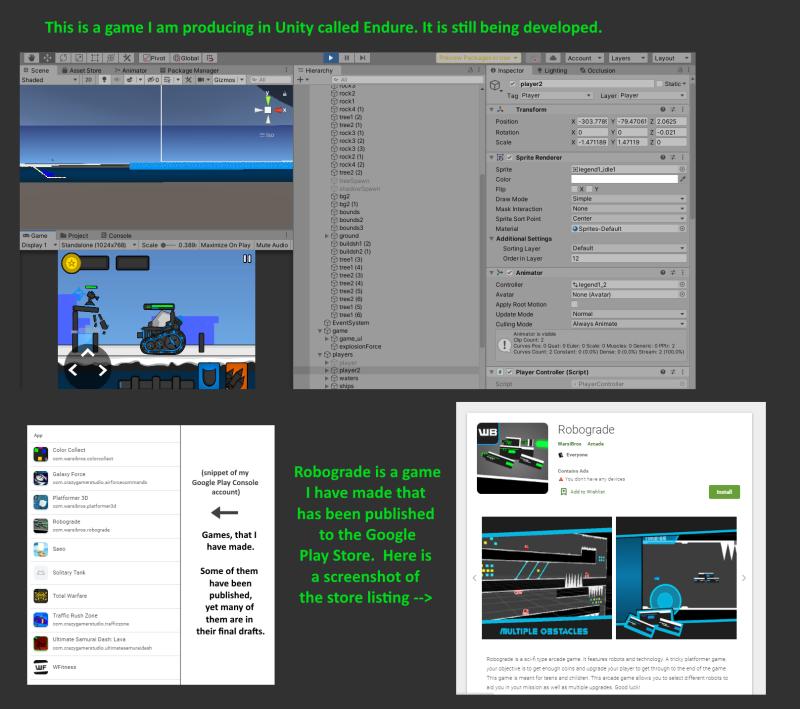 This is a game I am producing in Unity called Endure. It is still being developed.
Pivot Global
Preview Packages in Use
Account Layers Layout
Scene Asset Store Animator Package Manager
Shaded 2D Gizmos All
y
x
Iso
Game Project Console
Display 1 Standalone (1024x768) Scale 0.389 Maximize On Play Mute Audio
Hierarchy
All
rock3
rock2
rock1
rock4 (1)
tree1 (2)
tree2 (1)
rock3 (1)
rock3 (2)
rock3 (3)
rock2 (1)
rock4 (2)
tree2 (2)
treeSpawn
shadowSpawn
bg2
bg2 (1)
bounds
bounds2
bounds3
ground
buildsh1 (2)
tree1 (3)
tree1 (4)
tree2 (3)
tree2 (4)
tree2 (5)
tree2 (6)
tree1 (5)
tree1 (6)
EventSystem
game
game_ui
explosionForce
players
player
player2
waters
ships
Inspector Lighting Occlusion
player2 Static
Tag Player Layer Player
Transform
Position X -303.778 Y -79.47061 Z 2.0625
Rotation X 0 Y 0 Z -0.021
Scale X -1.471189 Y 1.47119 Z 0
Sprite Renderer
Sprite legend1_idle1
Color
Flip X Y
Draw Mode Simple
Mask Interaction None
Sprite Sort Point Center
Material Sprites-Default
Additional Settings
Sorting Layer Default
Order in Layer 12
Animator
Controller legend1_2
Avatar None (Avatar)
Apply Root Motion
Update Mode Normal
Culling Mode Always Animate
Animator is visible
Clip Count: 2
Curves Pos: 0 Quat: 0 Euler: 0 Scale: 0 Muscles: 0 Generic: 0 PPtr: 2
Curves Count: 2 Constant: 0 (0.0%) Dense: 0 (0.0%) Stream: 2 (100.0%)
Player Controller (Script)
Script PlayerController
App
Color Collect
com.warsibros.colorcollect
Galaxy Force
com.crazygamerstudio.airforcecommando
Platformer 3D
com.warsibros.platformer3d
Robograde
com.warsibros.robograde
Saeo
Solitary Tank
Total Warfare
Traffic Rush Zone
com.crazygamerstudio.trafficzone
Ultimate Samurai Dash: Lava
com.crazygamerstudio.ultimatesamuraidash
WF
WFitness
(snippet of my
Google Play Console
account)
Games, that I
have made.
Some of them
have been
published,
yet many of
them are in
their final drafts.
Robograde is a game
I have made that
has been published
to the Google
Play Store. Here is
a screenshot of
the store listing -->
WB
Robograde
WarsiBros Arcade
Everyone
Contains Ads
You don't have any devices
Add to Wishlist
Install
MULTIPLE OBSTACLES
Robograde is a sci-fi type arcade game. It features robots and technology. A tricky platformer game,
your objective is to get enough coins and upgrade your player to get through to the end of the game.
This game is meant for teens and children. This arcade game allows you to select different robots to
aid you in your mission as well as multiple upgrades. Good luck!